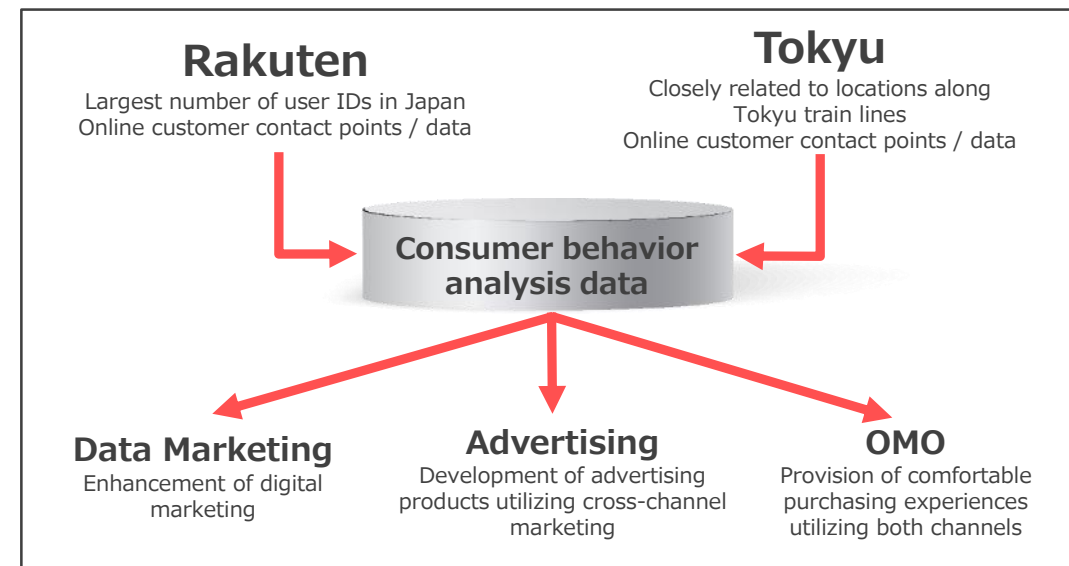 Rakuten
Largest number of user IDs in Japan
Online customer contact points / data
Tokyu
Closely related to locations along
Tokyu train lines
Online customer contact points / data
Consumer behavior
analysis data
Data Marketing
Enhancement of digital
marketing
Advertising
Development of advertising
products utilizing cross-channel
marketing
OMO
Provision of comfortable
purchasing experiences
utilizing both channels